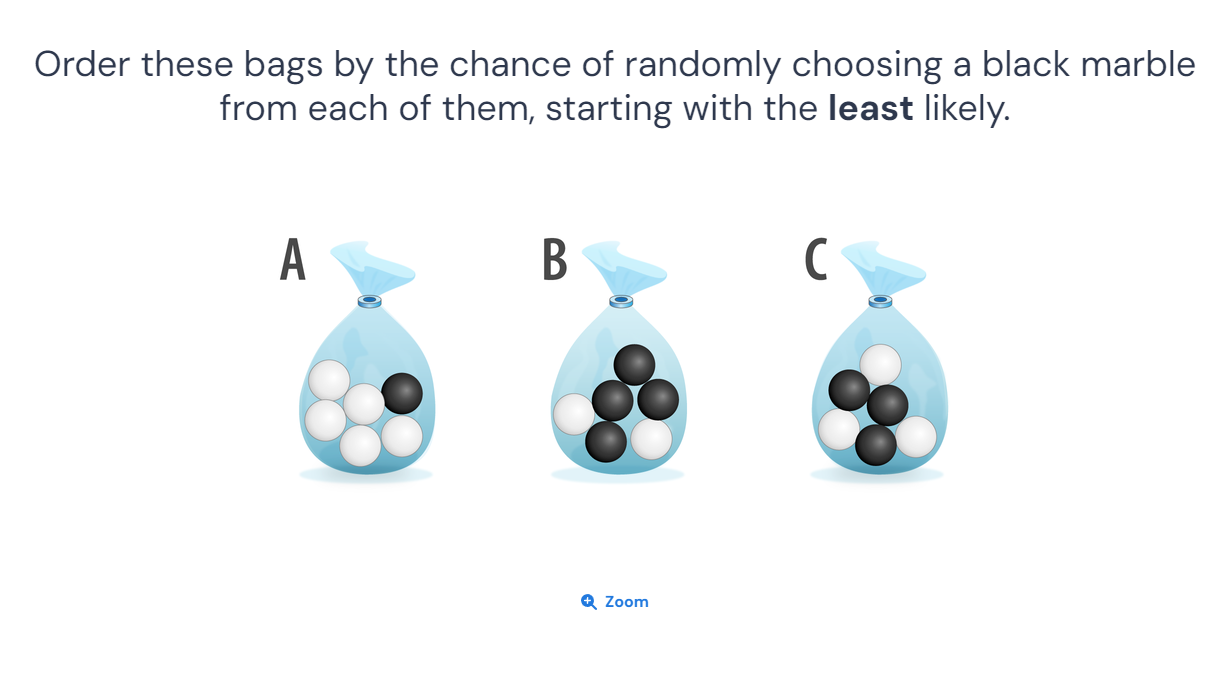 Order these bags by the chance of randomly choosing a black marble
from each of them, starting with the least likely.
A B C
Zoom